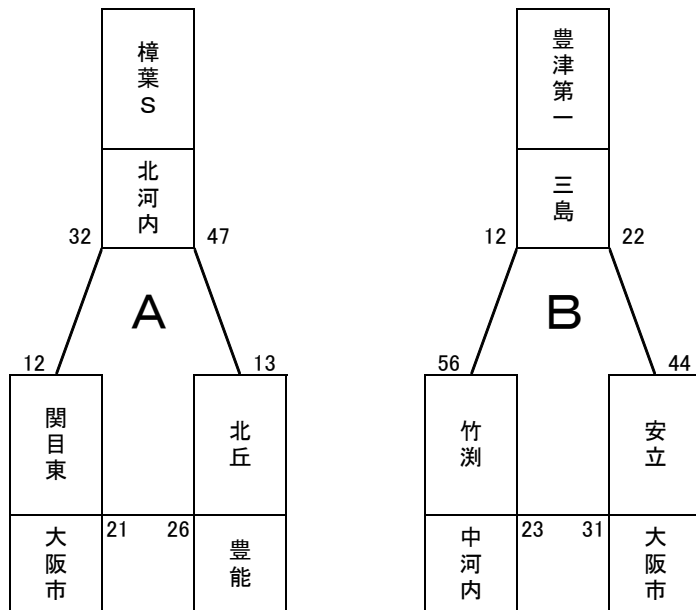 樟葉S
豊津第一
北河内
三島
32
47
12
22
A
B
12
13
56
44
関目東
北丘
竹渕
安立
21
26
23
31
大阪市
豊能
中河内
大阪市